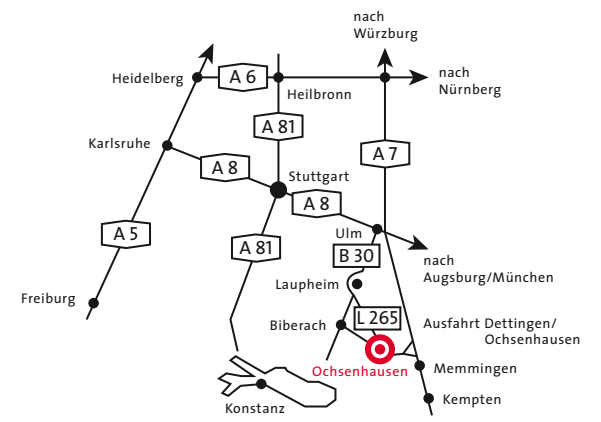 nach
Würzburg
Heidelberg
A 6
nach
Nürnberg
Heilbronn
A 81
Karlsruhe
A 7
A 8
Stuttgart
A 8
A 5
Ulm
A 81
B 30
nach
Augsburg/München
Laupheim
Freiburg
L 265
Biberach
Ausfahrt Dettingen/
Ochsenhausen
Ochsenhausen
Memmingen
Kempten
Konstanz